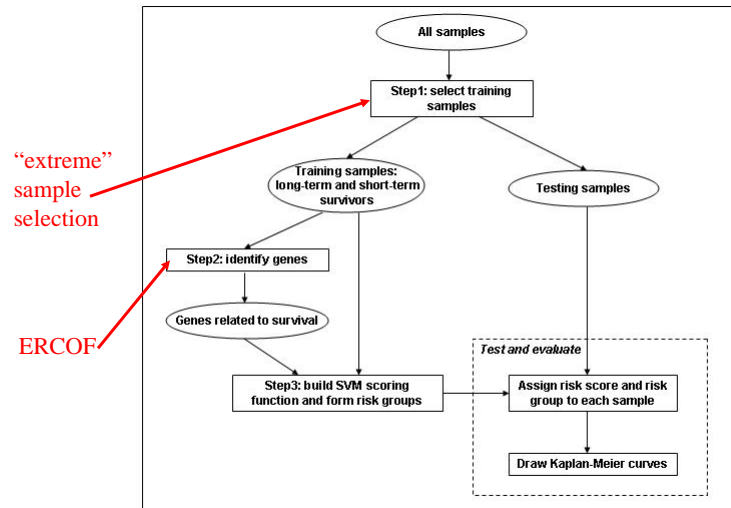 All samples
Step1: select training
samples
“extreme”
sample
selection
Training samples:
long-term and short-term
survivors
Testing samples
Step2: identify genes
Genes related to survival
ERCOF
Test and evaluate
Step3: build SVM scoring
function and form risk groups
Assign risk score and risk
group to each sample
Draw Kaplan-Meier curves